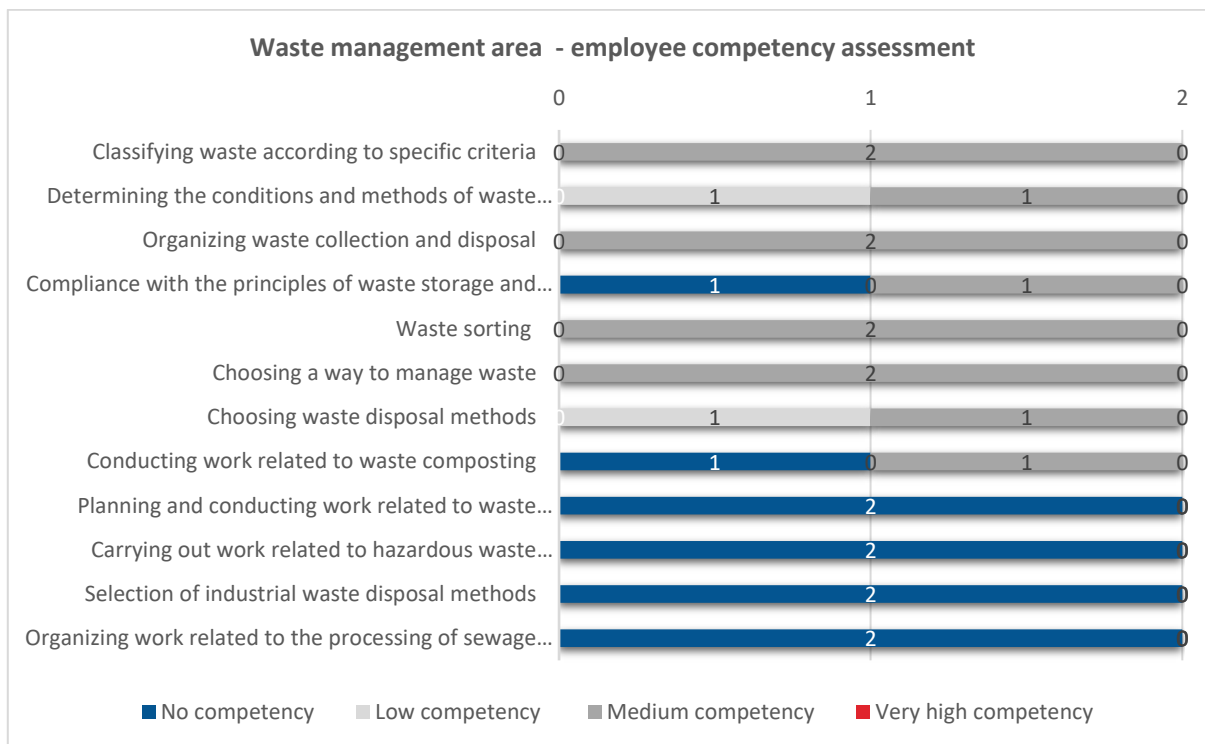 Waste management area - employee competency assessment
0 1 2
Classifying waste according to specific criteria 0 2 0
Determining the conditions and methods of waste... 0 1 1 0
Organizing waste collection and disposal 0 2 0
Compliance with the principles of waste storage and... 1 0 1 0
Waste sorting 0 2 0
Choosing a way to manage waste 0 2 0
Choosing waste disposal methods 0 1 1 0
Conducting work related to waste composting 1 0 1 0
Planning and conducting work related to waste... 2 0
Carrying out work related to hazardous waste... 2 0
Selection of industrial waste disposal methods 2 0
Organizing work related to the processing of sewage... 2 0
No competency Low competency Medium competency Very high competency